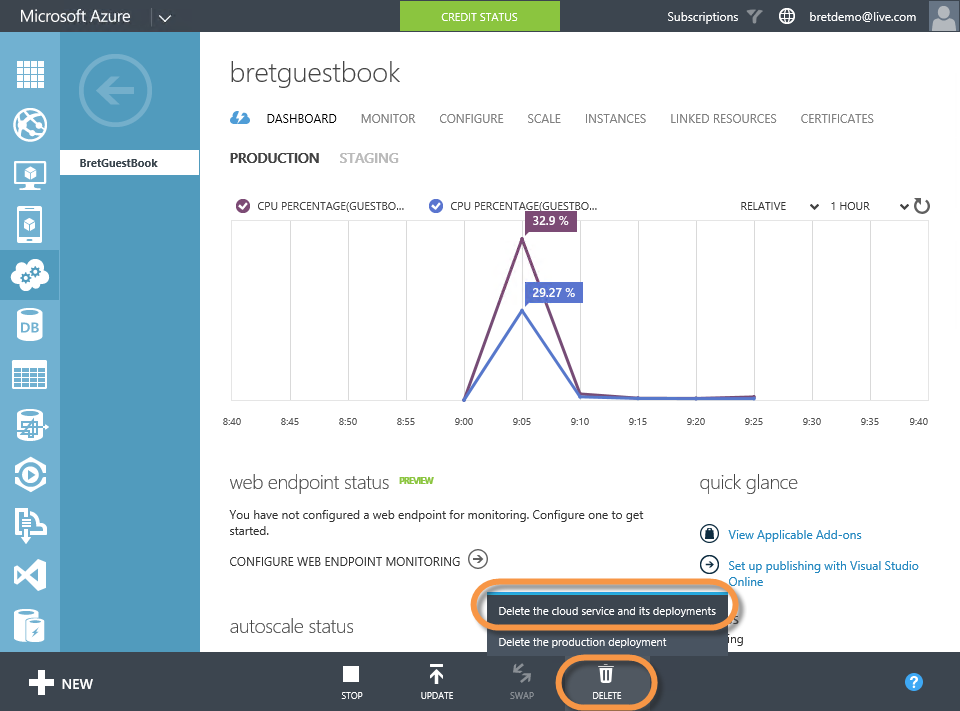 Microsoft Azure
CREDIT STATUS
Subscriptions
bretdemo@live.com
BretGuestBook
bretguestbook
DASHBOARD MONITOR CONFIGURE SCALE INSTANCES LINKED RESOURCES CERTIFICATES
PRODUCTION STAGING
CPU PERCENTAGE(GUESTBO... CPU PERCENTAGE(GUESTBO... RELATIVE 1 HOUR
32.9 %
29.27 %
8:40 8:45 8:50 8:55 9:00 9:05 9:10 9:15 9:20 9:25 9:30 9:35 9:40
web endpoint status PREVIEW
You have not configured a web endpoint for monitoring. Configure one to get
started.
CONFIGURE WEB ENDPOINT MONITORING
quick glance
View Applicable Add-ons
Set up publishing with Visual Studio
Online
autoscale status
Delete the cloud service and its deployments
Delete the production deployment
DB
NEW
STOP
UPDATE
SWAP
DELETE
?